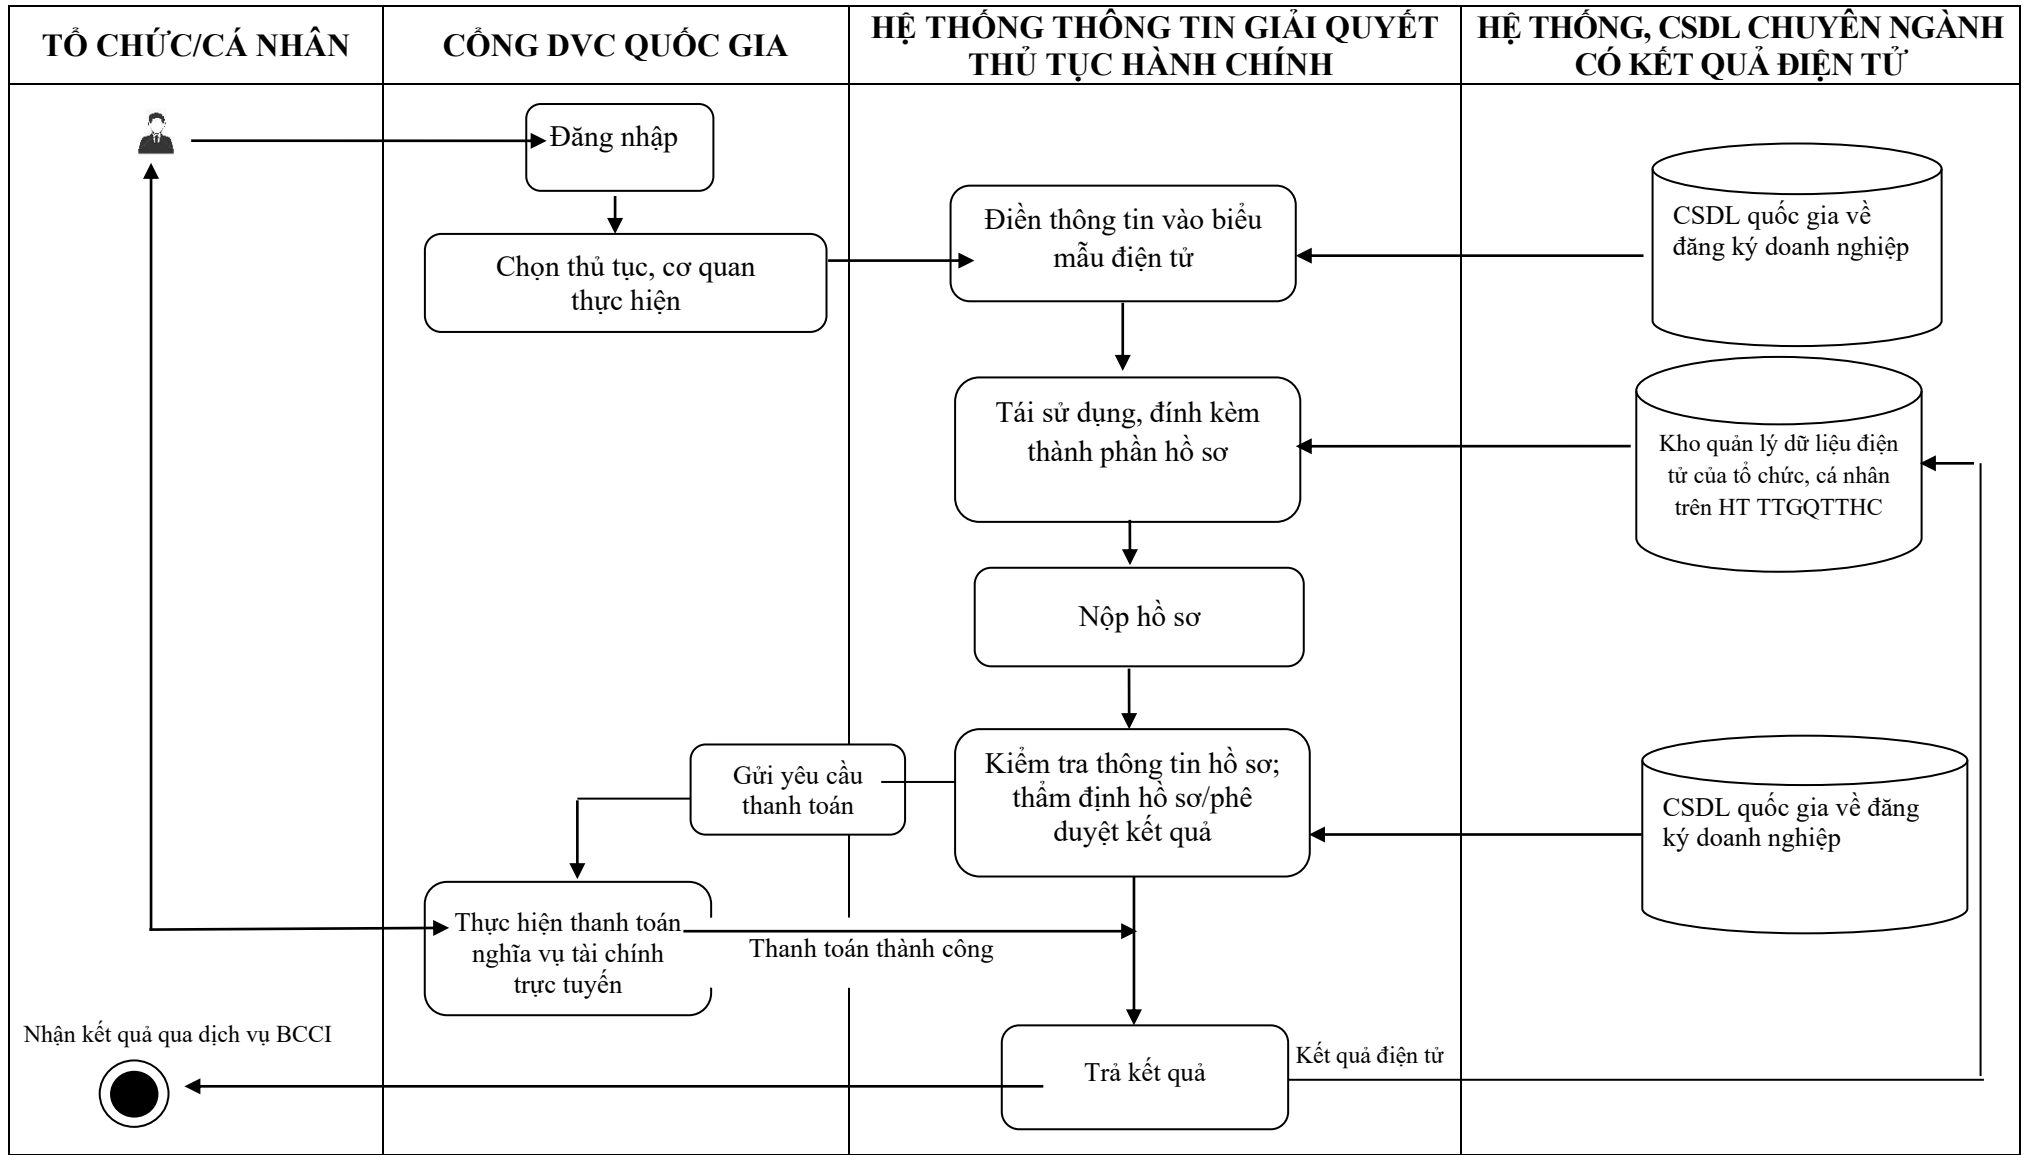 TỔ CHỨC/CÁ NHÂN
CỔNG DVC QUỐC GIA
HỆ THỐNG THÔNG TIN GIẢI QUYẾT
THỦ TỤC HÀNH CHÍNH
HỆ THỐNG, CSDL CHUYÊN NGÀNH
CÓ KẾT QUẢ ĐIỆN TỬ
Đăng nhập
Chọn thủ tục, cơ quan
thực hiện
Điền thông tin vào biểu
mẫu điện tử
CSDL quốc gia về
đăng ký doanh nghiệp
Tái sử dụng, đính kèm
thành phần hồ sơ
Kho quản lý dữ liệu điện
tử của tổ chức, cá nhân
trên HT TTGQTTHC
Nộp hồ sơ
Gửi yêu cầu
thanh toán
Kiểm tra thông tin hồ sơ;
thẩm định hồ sơ/phê
duyệt kết quả
CSDL quốc gia về đăng
ký doanh nghiệp
Thực hiện thanh toán
nghĩa vụ tài chính
trực tuyến
Thanh toán thành công
Nhận kết quả qua dịch vụ BCCI
Trả kết quả
Kết quả điện tử